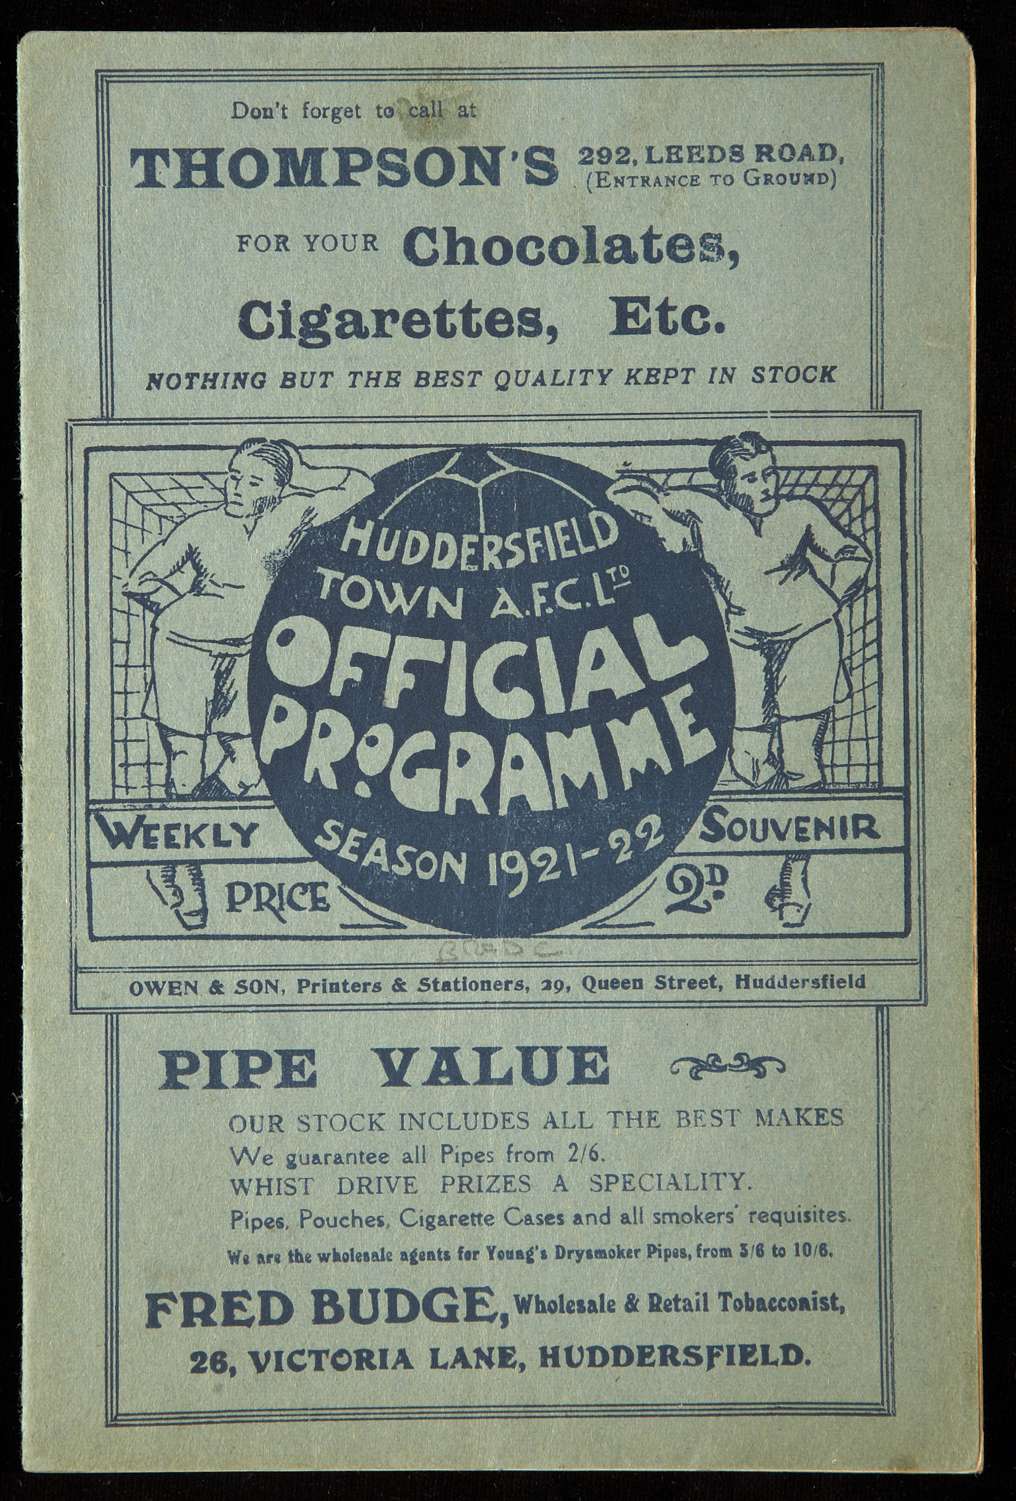 Don't forget to call at
THOMPSON'S 292, LEEDS ROAD,
(ENTRANCE TO GROUND)
FOR YOUR Chocolates,
Cigarettes, Etc.
NOTHING BUT THE BEST QUALITY KEPT IN STOCK
HUDDERSFIELD
TOWN A.F.C. LTD
OFFICIAL
PROGRAMME
SEASON 1921-22
WEEKLY SOUVENIR
PRICE 2D.
OWEN & SON, Printers & Stationers, 29, Queen Street, Huddersfield
PIPE VALUE
OUR STOCK INCLUDES ALL THE BEST MAKES
We guarantee all Pipes from 2/6.
WHIST DRIVE PRIZES A SPECIALITY.
Pipes, Pouches, Cigarette Cases and all smokers' requisites.
We are the wholesale agents for Young's Drysmoker Pipes, from 3/6 to 10/6.
FRED BUDGE, Wholesale & Retail Tobacconist,
26, VICTORIA LANE, HUDDERSFIELD.